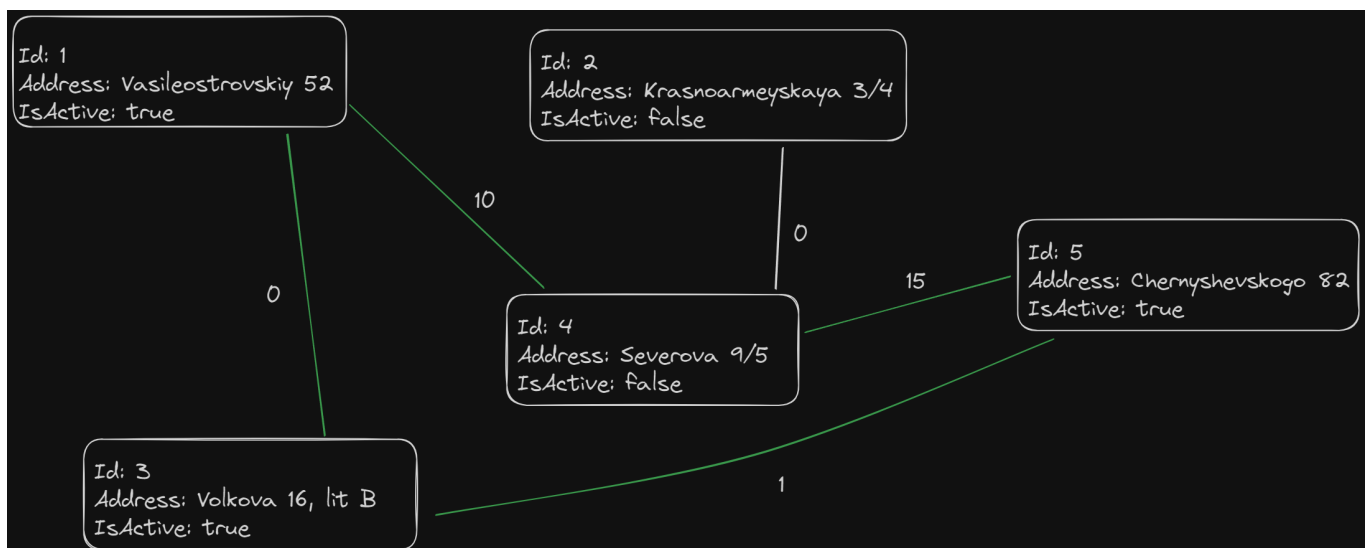 Id: 1
Address: Vasileostrovskiy 52
IsActive: true
Id: 2
Address: Krasnoarmeyskaya 3/4
IsActive: false
10
0
0
15
Id: 5
Address: Chernyshevskogo 82
IsActive: true
Id: 4
Address: Severova 9/5
IsActive: false
Id: 3
Address: Volkova 16, lit B
IsActive: true
1